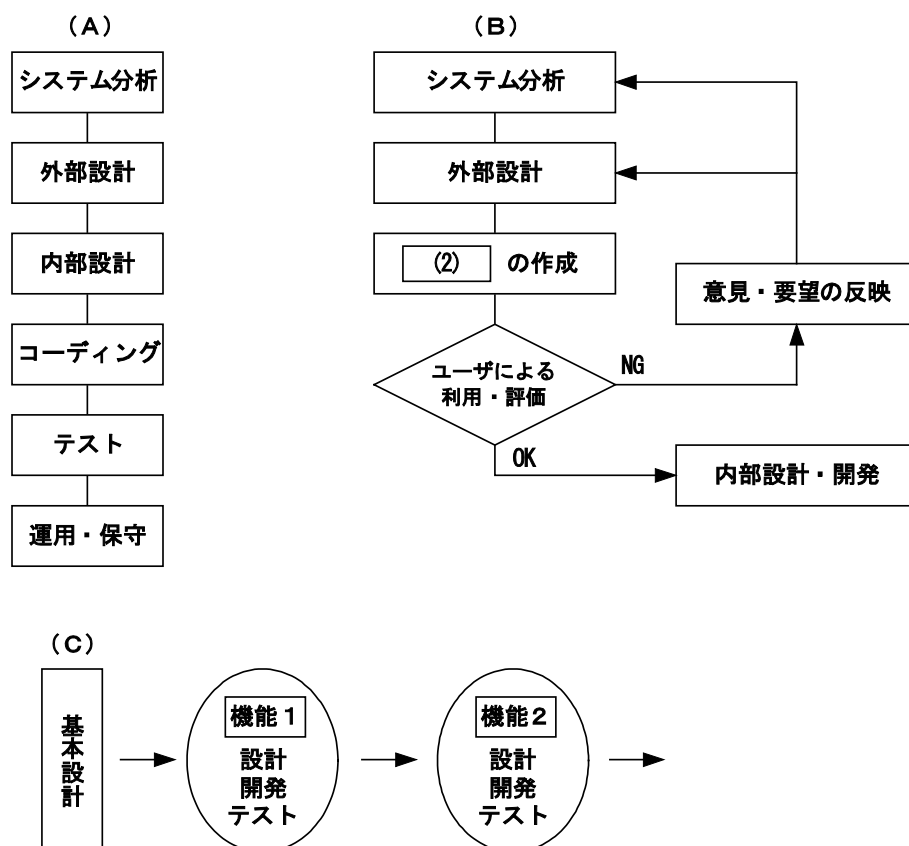 （A）
システム分析
外部設計
内部設計
コーディング
テスト
運用・保守
（B）
システム分析
外部設計
(2) の作成
ユーザによる
利用・評価
NG
OK
意見・要望の反映
内部設計・開発
（C）
基本設計
機能１
設計
開発
テスト
機能２
設計
開発
テスト